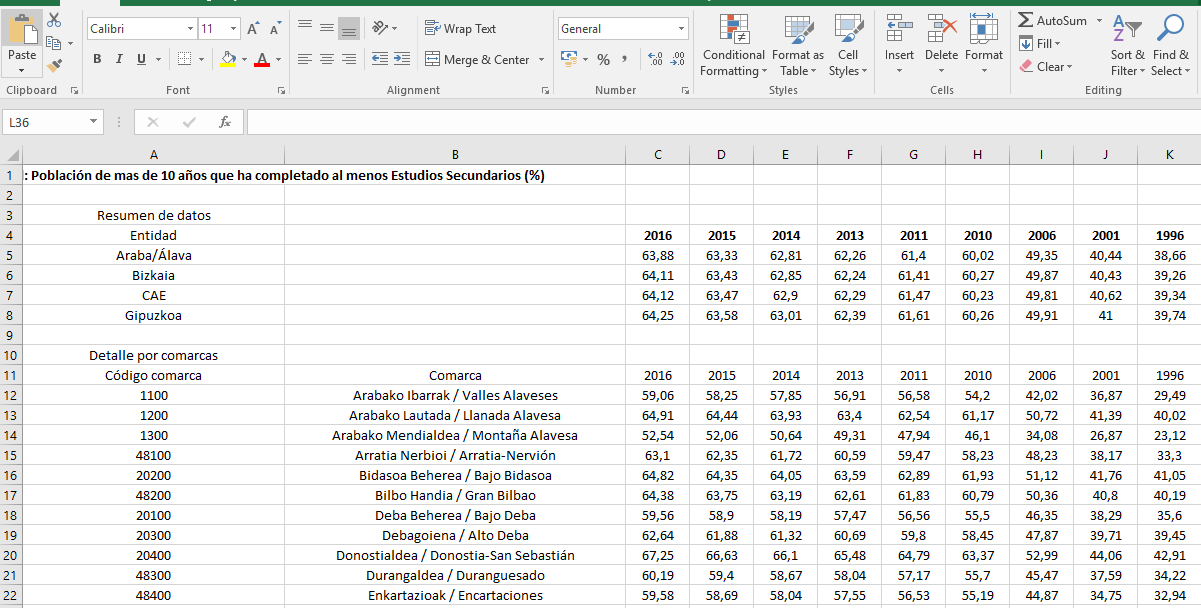 Calibri 11 Wrap Text General AutoSum
Fill
Paste B I U Merge & Center % Conditional Format as Cell Insert Delete Format Sort & Find &
Formatting Table Styles Clear Filter Select
Clipboard Font Alignment Number Styles Cells Editing
L36 fx
A B C D E F G H I J K
1 : Población de mas de 10 años que ha completado al menos Estudios Secundarios (%)
2
3 Resumen de datos
4 Entidad 2016 2015 2014 2013 2011 2010 2006 2001 1996
5 Araba/Álava 63,88 63,33 62,81 62,26 61,4 60,02 49,35 40,44 38,66
6 Bizkaia 64,11 63,43 62,85 62,24 61,41 60,27 49,87 40,43 39,26
7 CAE 64,12 63,47 62,9 62,29 61,47 60,23 49,81 40,62 39,34
8 Gipuzkoa 64,25 63,58 63,01 62,39 61,61 60,26 49,91 41 39,74
9
10 Detalle por comarcas
11 Código comarca Comarca 2016 2015 2014 2013 2011 2010 2006 2001 1996
12 1100 Arabako Ibarrak / Valles Alaveses 59,06 58,25 57,85 56,91 56,58 54,2 42,02 36,87 29,49
13 1200 Arabako Lautada / Llanada Alavesa 64,91 64,44 63,93 63,4 62,54 61,17 50,72 41,39 40,02
14 1300 Arabako Mendialdea / Montaña Alavesa 52,54 52,06 50,64 49,31 47,94 46,1 34,08 26,87 23,12
15 48100 Arratia Nerbioi / Arratia-Nervión 63,1 62,35 61,72 60,59 59,47 58,23 48,23 38,17 33,3
16 20200 Bidasoa Beherea / Bajo Bidasoa 64,82 64,35 64,05 63,59 62,89 61,93 51,12 41,76 41,05
17 48200 Bilbo Handia / Gran Bilbao 64,38 63,75 63,19 62,61 61,83 60,79 50,36 40,8 40,19
18 20100 Deba Beherea / Bajo Deba 59,56 58,9 58,19 57,47 56,56 55,5 46,35 38,29 35,6
19 20300 Debagoiena / Alto Deba 62,64 61,88 61,32 60,69 59,8 58,45 47,87 39,71 39,45
20 20400 Donostialdea / Donostia-San Sebastián 67,25 66,63 66,1 65,48 64,79 63,37 52,99 44,06 42,91
21 48300 Durangaldea / Duranguesado 60,19 59,4 58,67 58,04 57,17 55,7 45,47 37,59 34,22
22 48400 Enkartazioak / Encartaciones 59,58 58,69 58,04 57,55 56,53 55,19 44,87 34,75 32,94